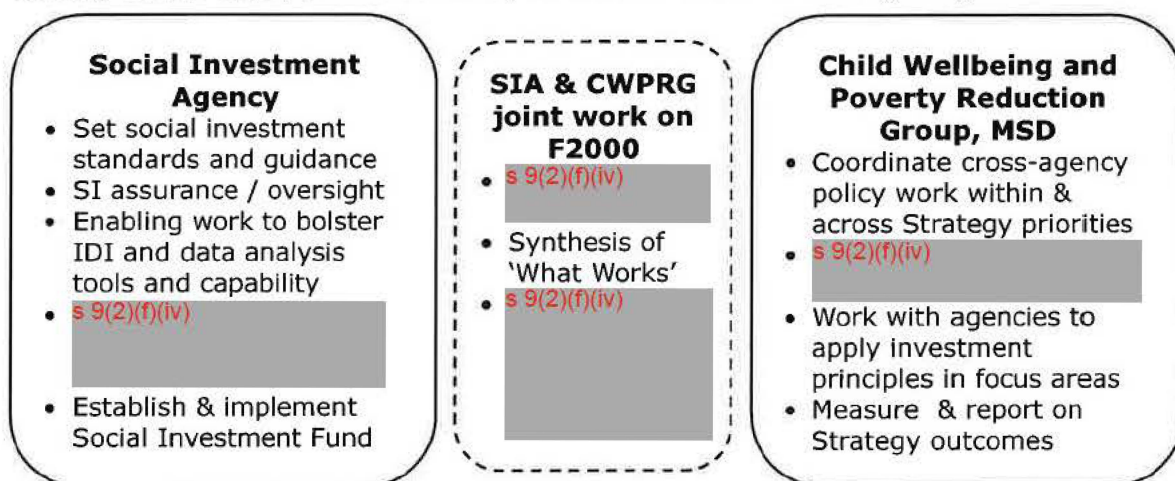 Social Investment
Agency
• Set social investment
standards and guidance
• SI assurance / oversight
• Enabling work to bolster
IDI and data analysis
tools and capability
• s 9(2)(f)(iv)
• Establish & implement
Social Investment Fund
SIA & CWPRG
joint work on
F2000
• s 9(2)(f)(iv)
• Synthesis of
‘What Works’
• s 9(2)(f)(iv)
Child Wellbeing and
Poverty Reduction
Group, MSD
• Coordinate cross-agency
policy work within &
across Strategy priorities
• s 9(2)(f)(iv)
• Work with agencies to
apply investment
principles in focus areas
• Measure & report on
Strategy outcomes